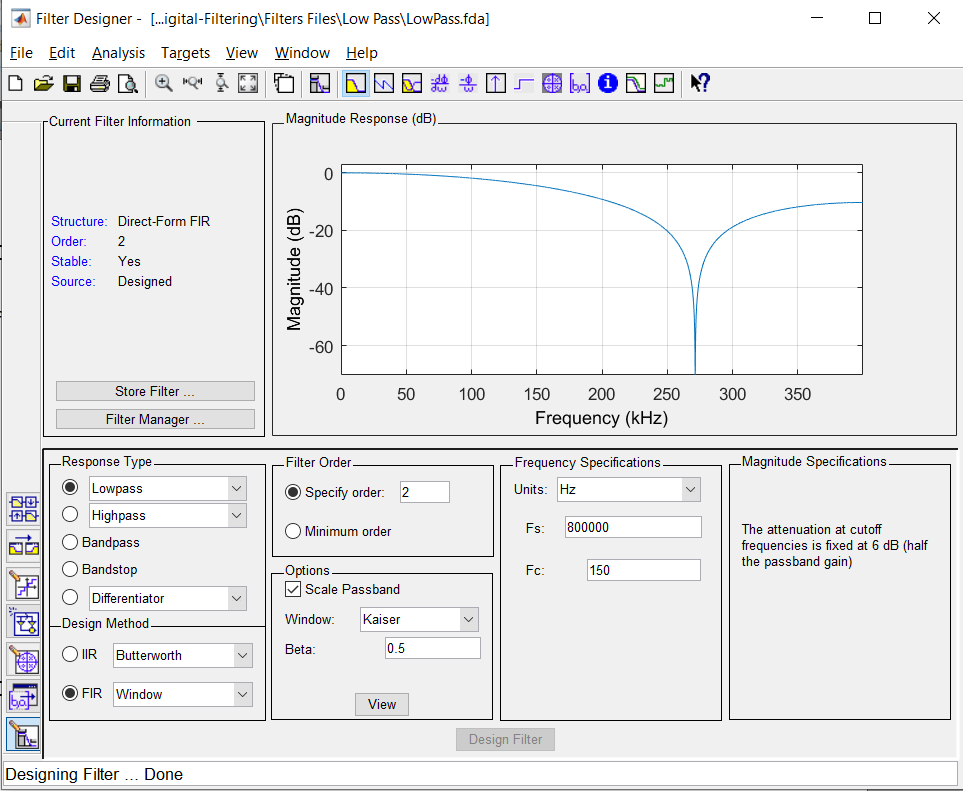 Filter Designer -  [...igital-Filtering\Filters Files\Low Pass\LowPass.fda]
File Edit Analysis Targets View Window Help
Current Filter Information
Structure: Direct-Form FIR
Order: 2
Stable: Yes
Source: Designed
Store Filter ...
Filter Manager ...
Magnitude Response (dB)
Magnitude (dB)
0
-20
-40
-60
0 50 100 150 200 250 300 350
Frequency (kHz)
Response Type
Lowpass
Highpass
Bandpass
Bandstop
Differentiator
Design Method
IIR Butterworth
FIR Window
Filter Order
Specify order: 2
Minimum order
Options
Scale Passband
Window: Kaiser
Beta: 0.5
View
Frequency Specifications
Units: Hz
Fs: 800000
Fc: 150
Magnitude Specifications
The attenuation at cutoff
frequencies is fixed at 6 dB (half
the passband gain)
Design Filter
Designing Filter ... Done